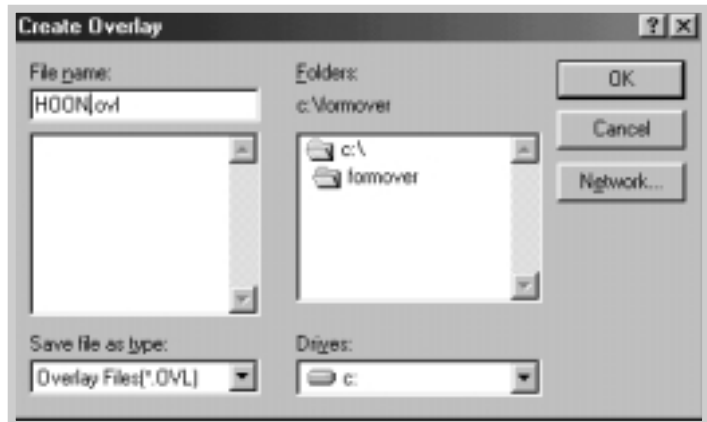 Create Overlay
File name:
HOON.ovl
Save file as type:
Overlay Files(*.OVL)
Folders:
c:\formover
c:\
formover
Drives:
c:
OK
Cancel
Network...